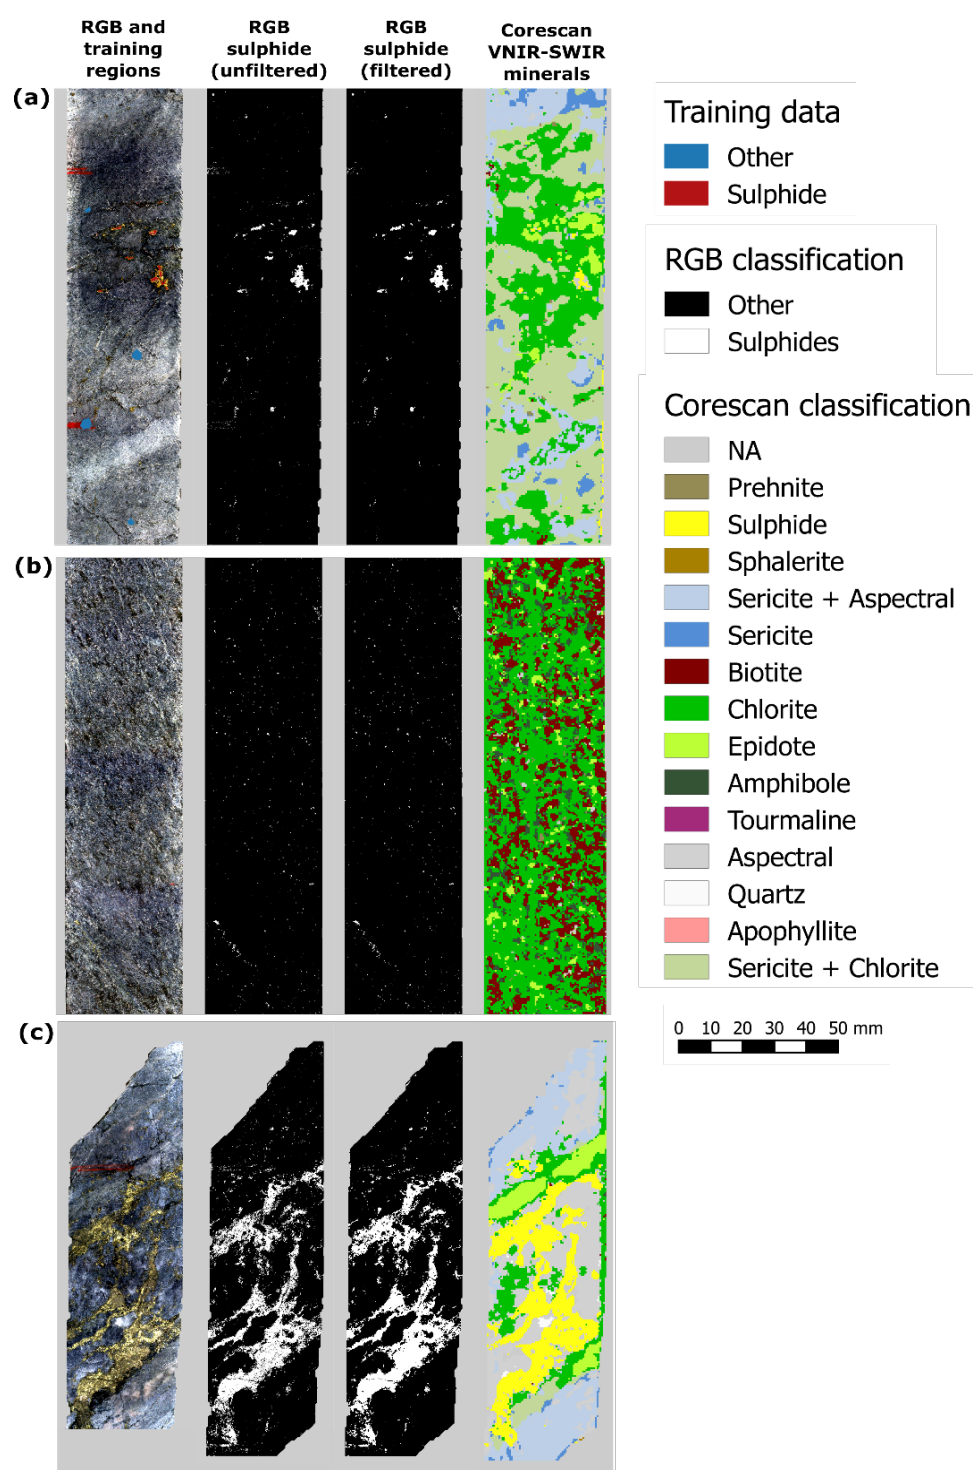 RGB and
training
regions
RGB
sulphide
(unfiltered)
RGB
sulphide
(filtered)
Corescan
VNIR-SWIR
minerals
(a)
(b)
(c)
Training data
Other
Sulphide
RGB classification
Other
Sulphides
Corescan classification
NA
Prehnite
Sulphide
Sphalerite
Sericite + Aspectral
Sericite
Biotite
Chlorite
Epidote
Amphibole
Tourmaline
Aspectral
Quartz
Apophyllite
Sericite + Chlorite
0 10 20 30 40 50 mm